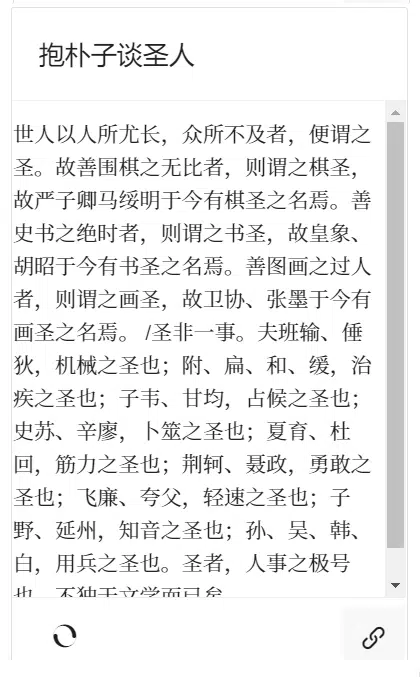 抱朴子谈圣人
世人以人所尤长，众所不及者，便谓之
圣。故善围棋之无比者，则谓之棋圣，
故严子卿马绥明于今有棋圣之名焉。善
史书之绝时者，则谓之书圣，故皇象、
胡昭于今有书圣之名焉。善图画之过人
者，则谓之画圣，故卫协、张墨于今有
画圣之名焉。 /圣非一事。夫班输、倕
狄，机械之圣也；附、扁、和、缓，治
疾之圣也；子韦、甘均，占候之圣也；
史苏、辛廖，卜筮之圣也；夏育、杜
回，筋力之圣也；荆轲、聂政，勇敢之
圣也；飞廉、夸父，轻速之圣也；子
野、延州，知音之圣也；孙、吴、韩、
白，用兵之圣也。圣者，人事之极号
也，不独于文学而已矣